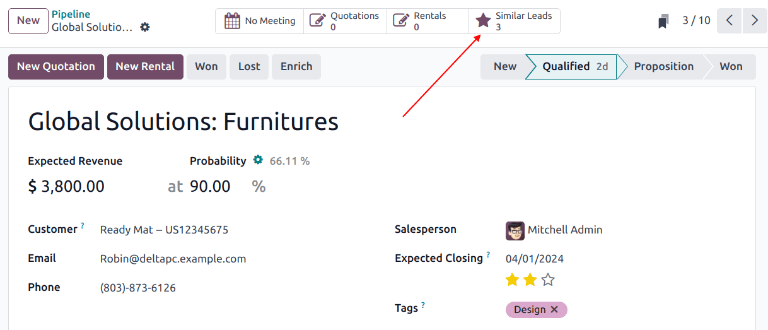 New
Pipeline
Global Solutio...
No Meeting
Quotations
0
Rentals
0
Similar Leads
3
3 / 10
New Quotation
New Rental
Won
Lost
Enrich
New
Qualified 2d
Proposition
Won
Global Solutions: Furnitures
Expected Revenue
Probability 66.11 %
$ 3,800.00 at 90.00 %
Customer ? Ready Mat – US12345675
Salesperson Mitchell Admin
Email Robin@deltapc.example.com
Expected Closing ? 04/01/2024
Phone (803)-873-6126
Tags ? Design ×